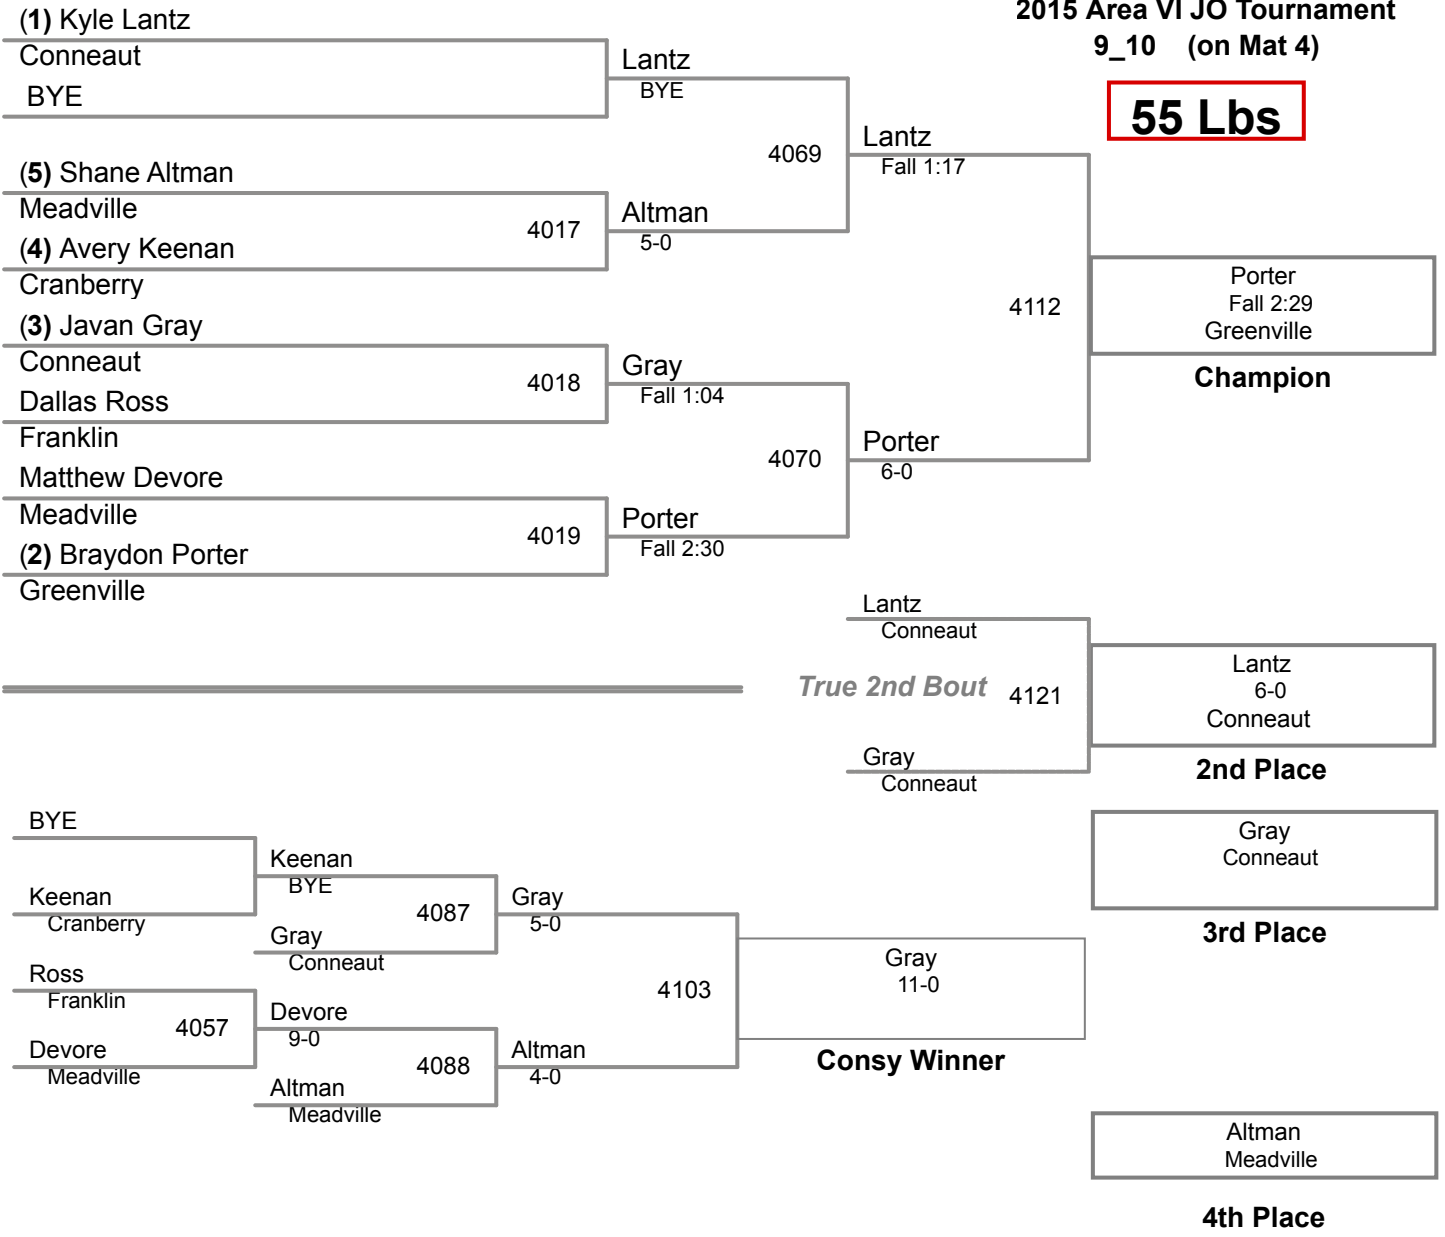 2015 Area VI JO Tournament
9_10 (on Mat 4)
55 Lbs
(1) Kyle Lantz
Conneaut
BYE
(5) Shane Altman
Meadville
(4) Avery Keenan
Cranberry
(3) Javan Gray
Conneaut
Dallas Ross
Franklin
Matthew Devore
Meadville
(2) Braydon Porter
Greenville
4017
4018
4019
Lantz
BYE
Altman
5-0
Gray
Fall 1:04
Porter
Fall 2:30
4069
4070
Lantz
Fall 1:17
Porter
6-0
4112
Porter
Fall 2:29
Greenville
Champion
Lantz
Conneaut
True 2nd Bout
4121
Gray
Conneaut
Lantz
6-0
Conneaut
2nd Place
BYE
Keenan
Cranberry
Ross
Franklin
4057
Devore
Meadville
Keenan
BYE
4087
Gray
Conneaut
Devore
9-0
4088
Altman
Meadville
Gray
5-0
4103
Altman
4-0
Gray
11-0
Consy Winner
Gray
Conneaut
3rd Place
Altman
Meadville
4th Place